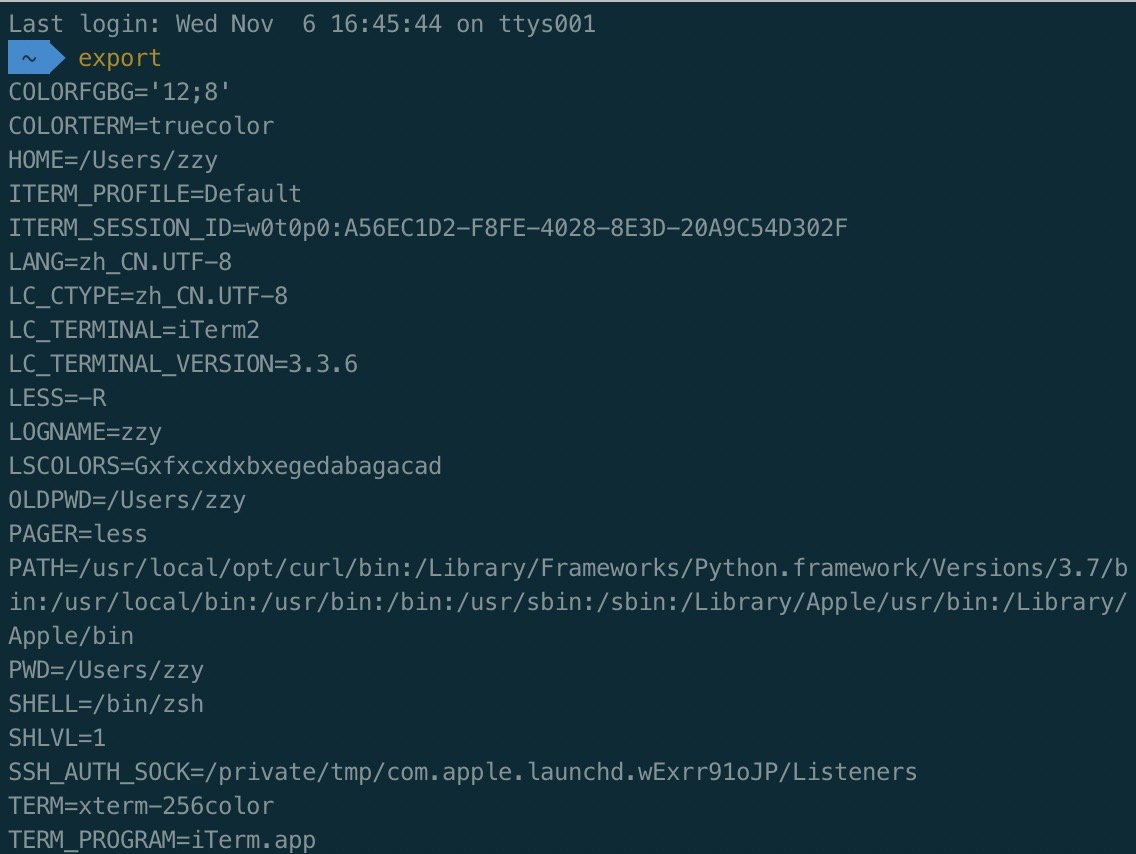 Last login: Wed Nov  6 16:45:44 on ttys001
~ export
COLORFGBG='12;8'
COLORTERM=truecolor
HOME=/Users/zzy
ITERM_PROFILE=Default
ITERM_SESSION_ID=w0t0p0:A56EC1D2-F8FE-4028-8E3D-20A9C54D302F
LANG=zh_CN.UTF-8
LC_CTYPE=zh_CN.UTF-8
LC_TERMINAL=iTerm2
LC_TERMINAL_VERSION=3.3.6
LESS=-R
LOGNAME=zzy
LSCOLORS=Gxfxcxdxbxegedabagacad
OLDPWD=/Users/zzy
PAGER=less
PATH=/usr/local/opt/curl/bin:/Library/Frameworks/Python.framework/Versions/3.7/b
in:/usr/local/bin:/usr/bin:/bin:/usr/sbin:/sbin:/Library/Apple/usr/bin:/Library/
Apple/bin
PWD=/Users/zzy
SHELL=/bin/zsh
SHLVL=1
SSH_AUTH_SOCK=/private/tmp/com.apple.launchd.wExrr91oJP/Listeners
TERM=xterm-256color
TERM_PROGRAM=iTerm.app